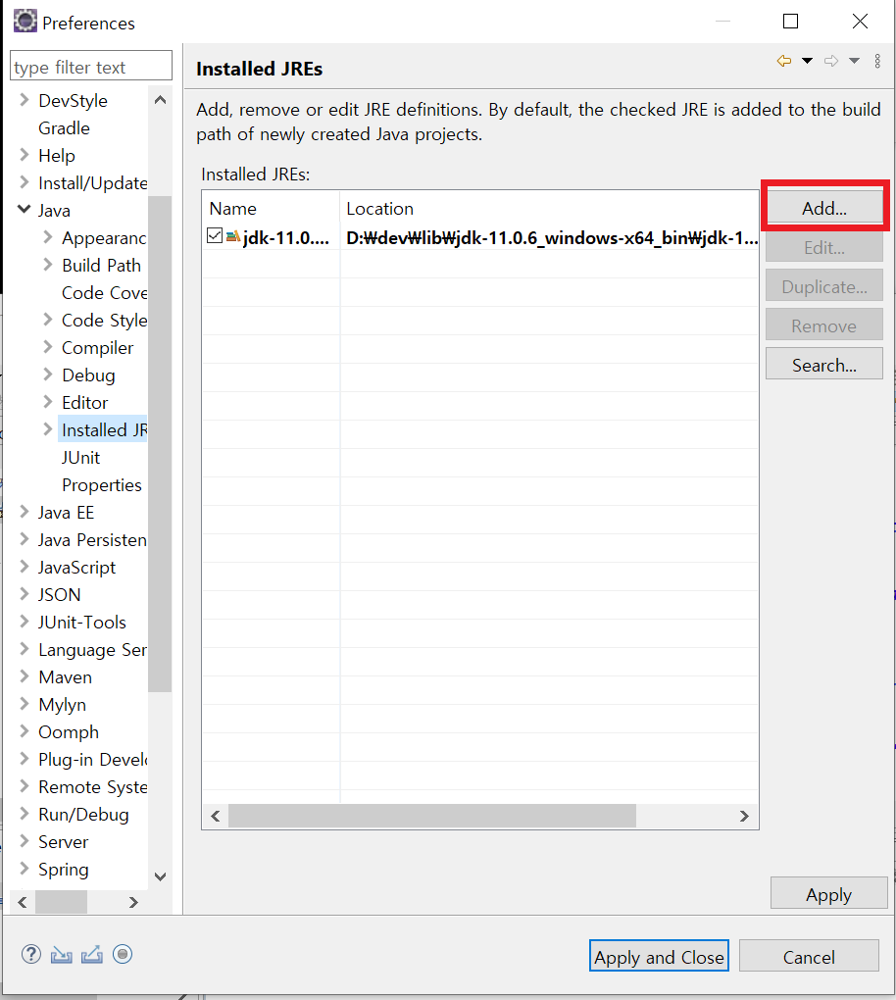 Preferences
type filter text
DevStyle
Gradle
Help
Install/Update
Java
Appearanc
Build Path
Code Cove
Code Style
Compiler
Debug
Editor
Installed JR
JUnit
Properties
Java EE
Java Persisten
JavaScript
JSON
JUnit-Tools
Language Ser
Maven
Mylyn
Oomph
Plug-in Develo
Remote Syste
Run/Debug
Server
Spring
Installed JREs
Add, remove or edit JRE definitions. By default, the checked JRE is added to the build
path of newly created Java projects.
Installed JREs:
Name Location
jdk-11.0.... D:₩dev₩lib₩jdk-11.0.6_windows-x64_bin₩jdk-1...
Add...
Edit...
Duplicate...
Remove
Search...
Apply
Apply and Close Cancel